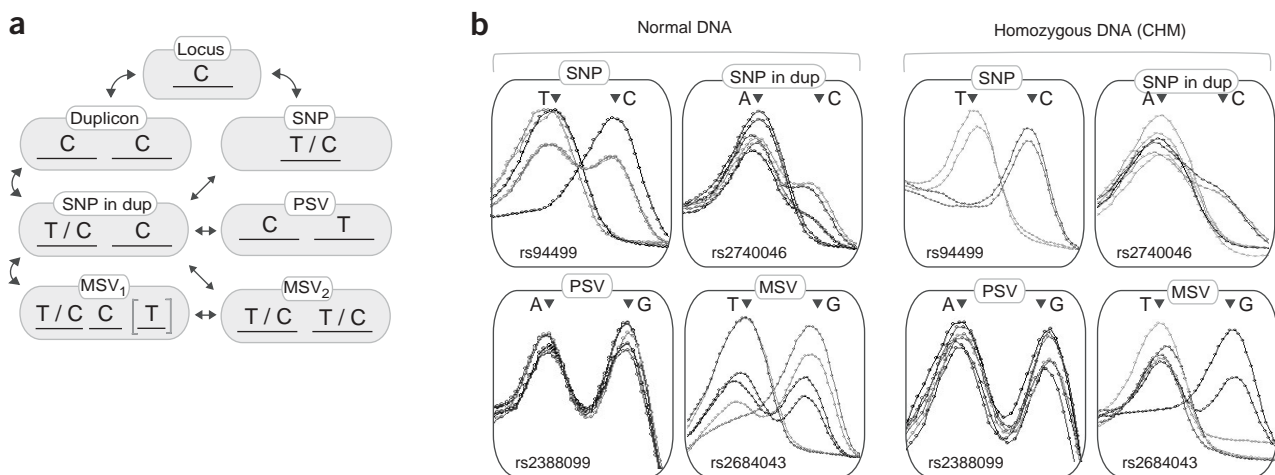 a
Locus
C
Duplicon
C C
SNP
T / C
SNP in dup
T / C C
PSV
C T
MSV1
T / C C [T]
MSV2
T / C T / C
b
Normal DNA
SNP
T C
rs94499
SNP in dup
A C
rs2740046
PSV
A G
rs2388099
MSV
T G
rs2684043
Homozygous DNA (CHM)
SNP
T C
rs94499
SNP in dup
A C
rs2740046
PSV
A G
rs2388099
MSV
T G
rs2684043